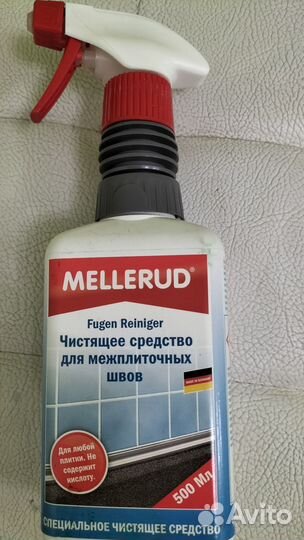 MELLERUD®
Fugen Reiniger
Чистящее средство
для межплиточных
швов
Для любой
плитки. Не
содержит
кислоту.
500 Мл
СПЕЦИАЛЬНОЕ ЧИСТЯЩЕЕ СРЕДСТВО
Avito